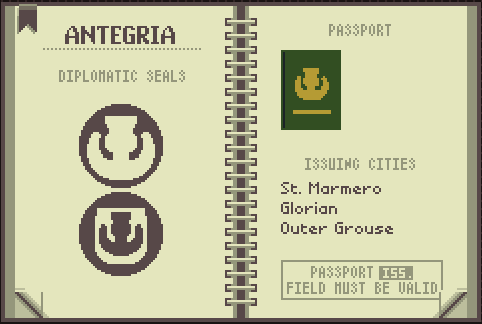 ANTEGRIA
DIPLOMATIC SEALS
PASSPORT
ISSUING CITIES
St. Marmero
Glorian
Outer Grouse
PASSPORT ISS.
FIELD MUST BE VALID